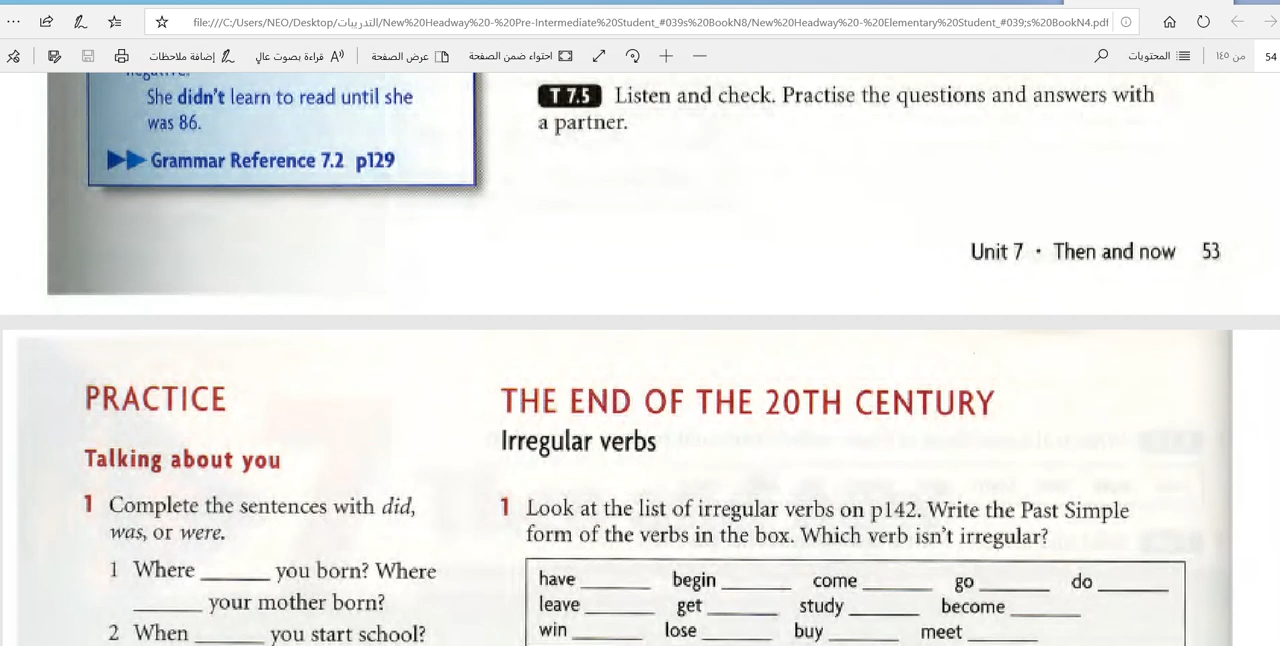 file:///C:/Users/NEO/Desktop/التدريبات/New%20Headway%20-%20Pre-Intermediate%20Student_#039s%20BookN8/New%20Headway%20-%20Elementary%20Student_#039;s%20BookN4.pdf
إضافة ملاحظات
قراءة بصوت عالٍ
عرض الصفحة
احتواء ضمن الصفحة
المحتويات
من ١٤٥
54
negative.
She didn't learn to read until she
was 86.
Grammar Reference 7.2 p129
T 7.5 Listen and check. Practise the questions and answers with
a partner.
Unit 7 · Then and now 53
PRACTICE
Talking about you
1 Complete the sentences with did,
was, or were.
1 Where ______ you born? Where
______ your mother born?
2 When ______ you start school?
THE END OF THE 20TH CENTURY
Irregular verbs
1 Look at the list of irregular verbs on p142. Write the Past Simple
form of the verbs in the box. Which verb isn't irregular?
have ______ begin ______ come ______ go ______ do ______
leave ______ get ______ study ______ become ______
win ______ lose ______ buy ______ meet ______